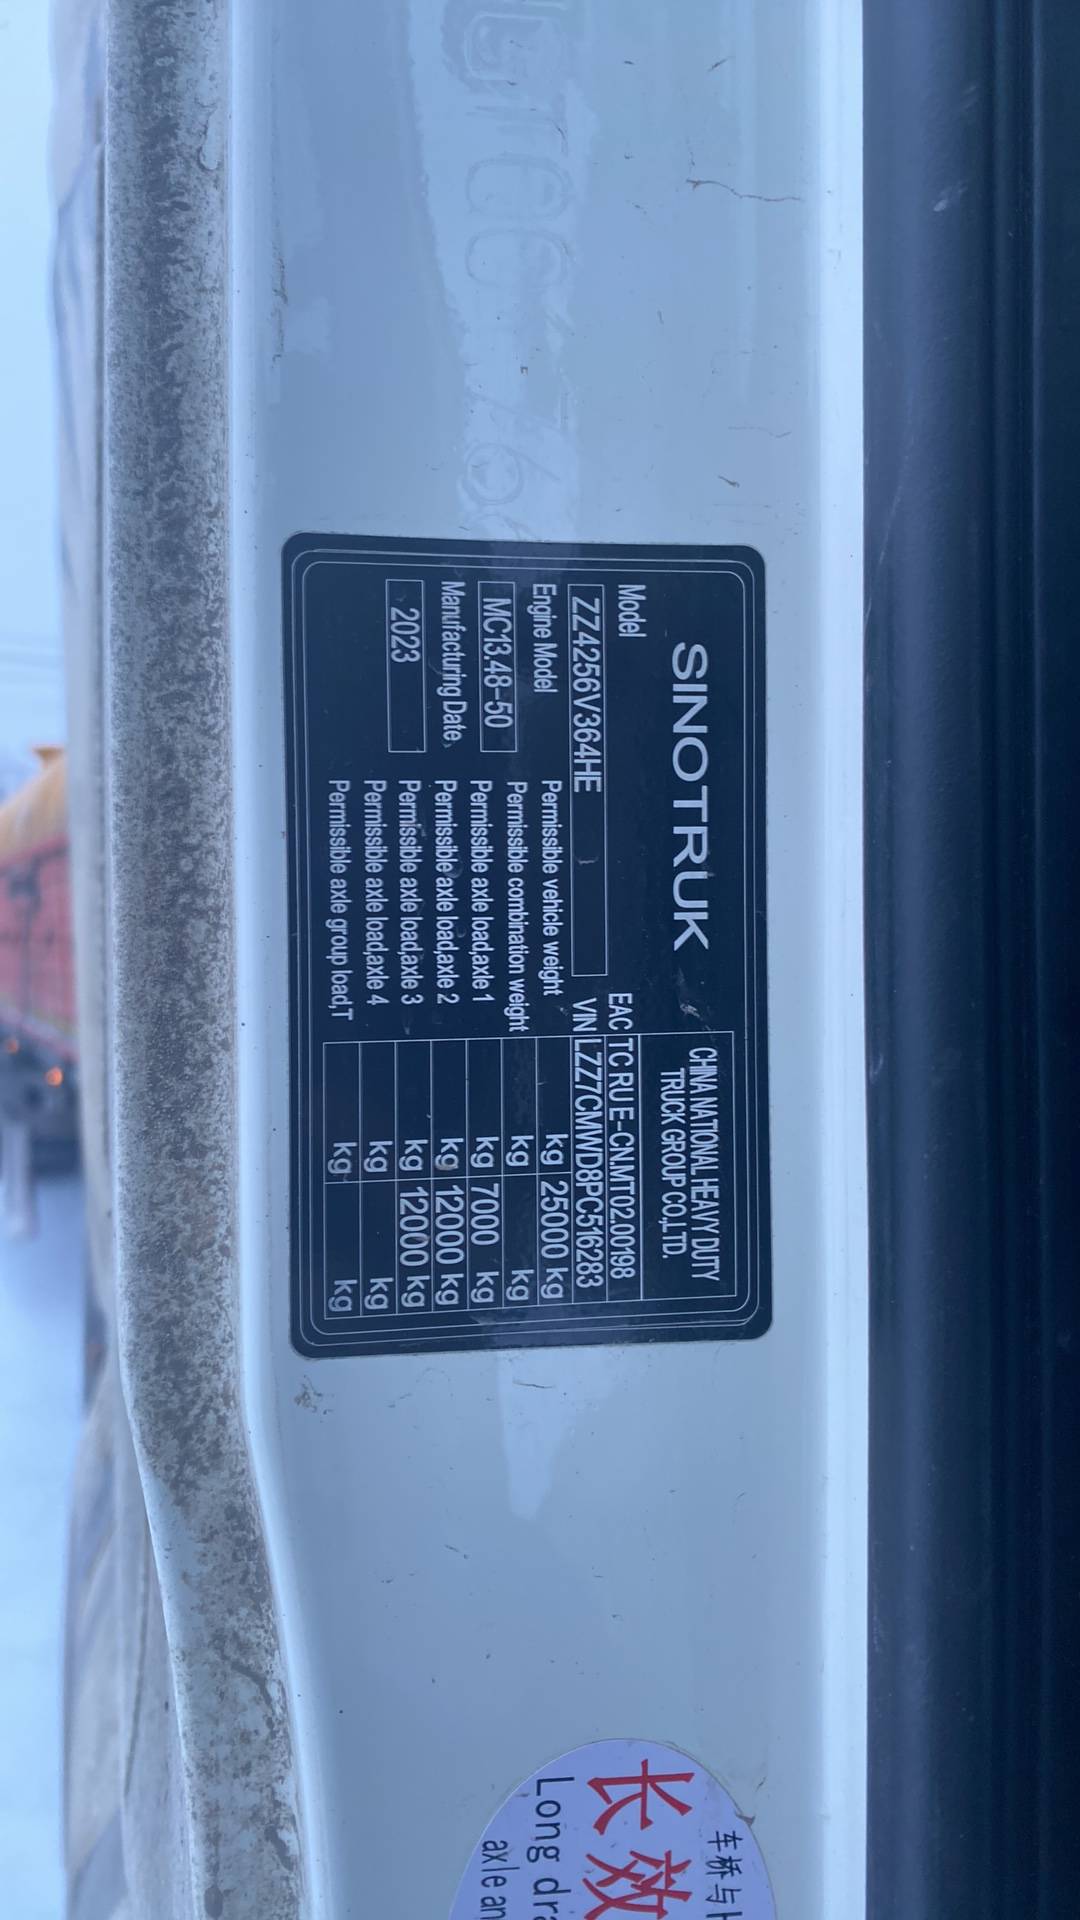 SINOTRUK
CHINA NATIONAL HEAVY DUTY
TRUCK GROUP CO.,LTD.
Model
EAC TC RU E-CN.MT02.00198
ZZ4256V364HE
VIN LZZ7CMWD8PC516283
Engine Model
MC13.48-50
Manufacturing Date
2023
Permissible vehicle weight kg 25000 kg
Permissible combination weight kg kg
Permissible axle load,axle 1 kg 7000 kg
Permissible axle load,axle 2 kg 12000 kg
Permissible axle load,axle 3 kg 12000 kg
Permissible axle load,axle 4 kg kg
Permissible axle group load,T kg kg
车桥与
长效
Long dra
axle an